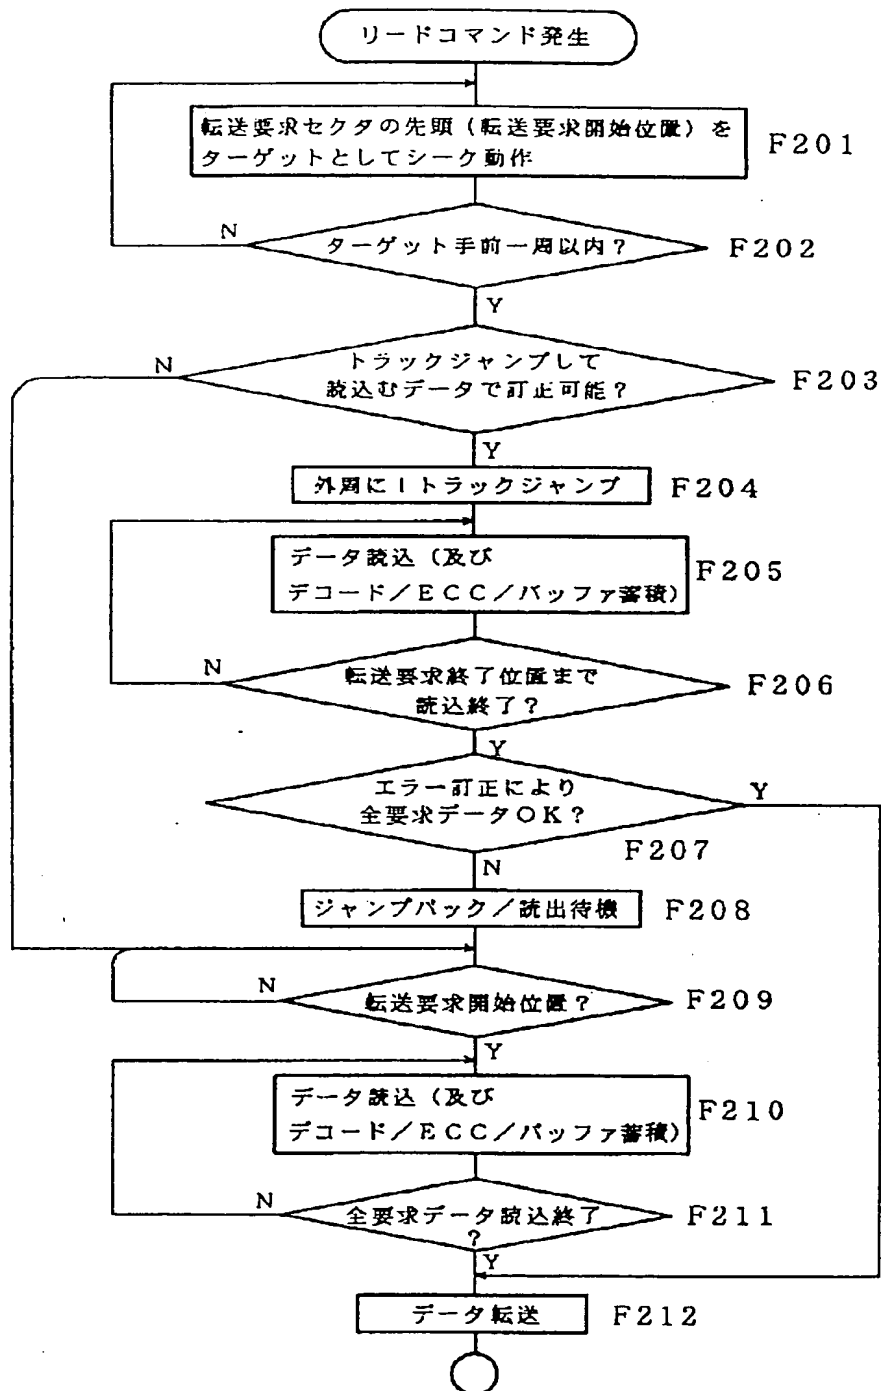 リードコマンド発生
転送要求セクタの先頭（転送要求開始位置）を
ターゲットとしてシーク動作
F201
N
ターゲット手前一周以内？
F202
Y
N
トラックジャンプして
読込むデータで訂正可能？
F203
Y
外周に1トラックジャンプ
F204
データ読込（及び
デコード／ECC／バッファ蓄積）
F205
N
転送要求終了位置まで
読込終了？
F206
Y
エラー訂正により
全要求データOK？
Y
F207
N
ジャンプバック／読出待機
F208
N
転送要求開始位置？
F209
Y
データ読込（及び
デコード／ECC／バッファ蓄積）
F210
N
全要求データ読込終了
？
F211
Y
データ転送
F212